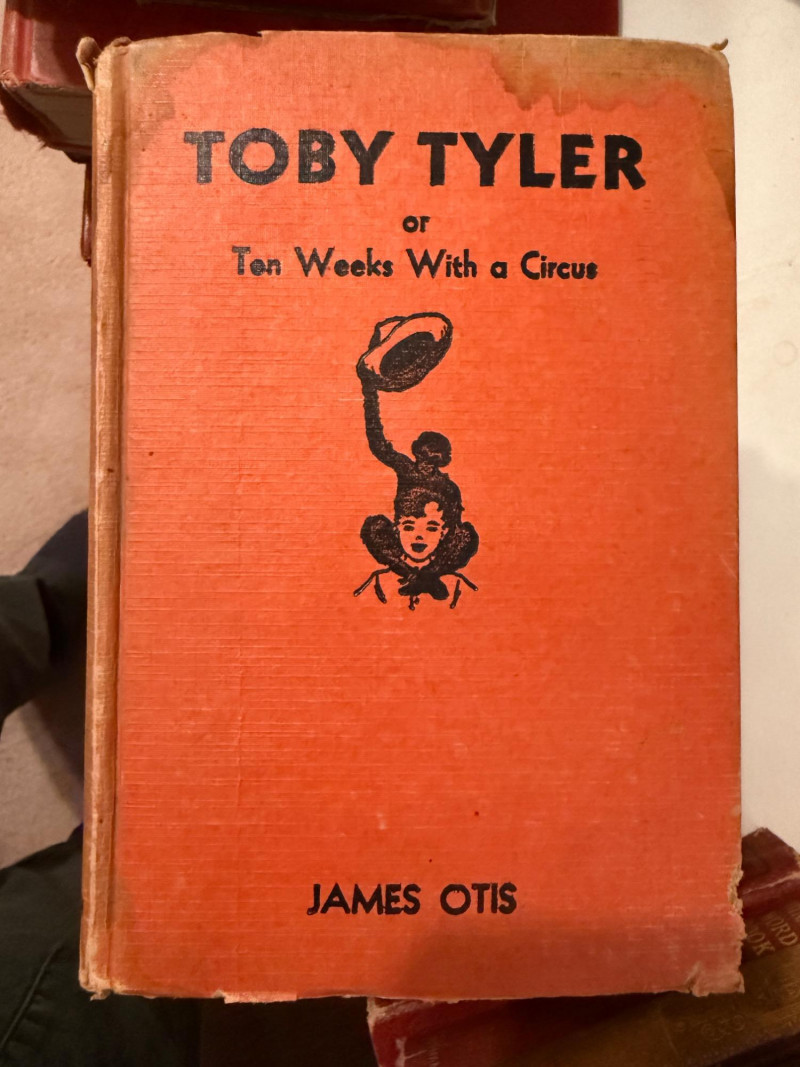 TOBY TYLER
or
Ten Weeks With a Circus
JAMES OTIS